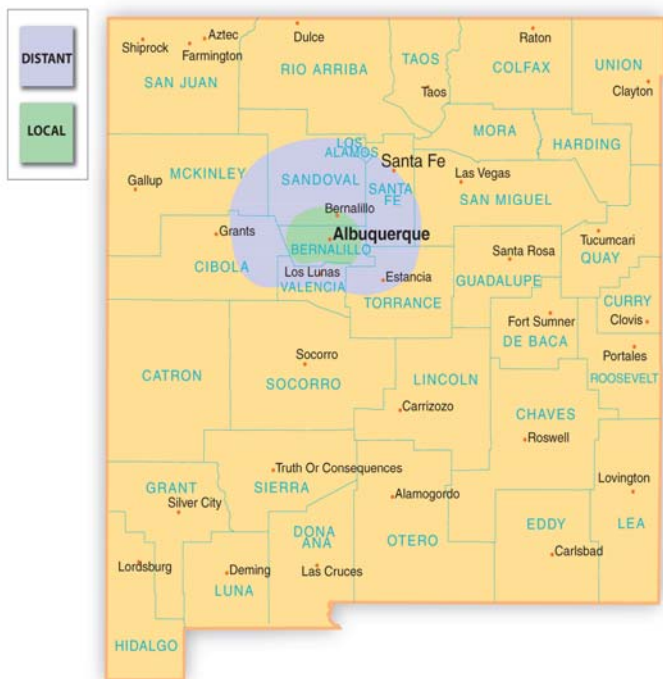 DISTANT
LOCAL
Shiprock
Aztec
Farmington
SAN JUAN
Dulce
RIO ARRIBA
TAOS
Taos
Raton
COLFAX
UNION
Clayton
MORA
HARDING
LOS
ALAMOS
MCKINLEY
Gallup
SANDOVAL
Santa Fe
SANTA
FE
Las Vegas
SAN MIGUEL
Bernalillo
Grants
Albuquerque
BERNALILLO
CIBOLA
Los Lunas
VALENCIA
Estancia
TORRANCE
Santa Rosa
GUADALUPE
Tucumcari
QUAY
CURRY
Clovis
Fort Sumner
DE BACA
Portales
ROOSEVELT
CATRON
Socorro
SOCORRO
LINCOLN
Carrizozo
CHAVES
Roswell
Truth Or Consequences
SIERRA
GRANT
Silver City
Alamogordo
OTERO
Lovington
LEA
EDDY
Carlsbad
DONA
ANA
Las Cruces
Lordsburg
Deming
LUNA
HIDALGO